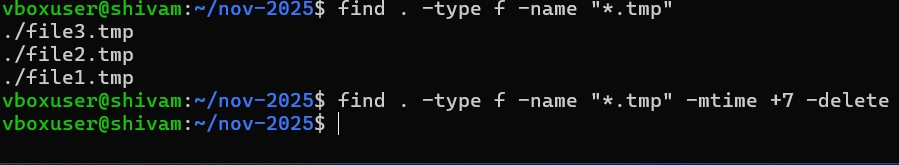 vboxuser@shivam:~/nov-2025$ find . -type f -name "*.tmp"
./file3.tmp
./file2.tmp
./file1.tmp
vboxuser@shivam:~/nov-2025$ find . -type f -name "*.tmp" -mtime +7 -delete
vboxuser@shivam:~/nov-2025$